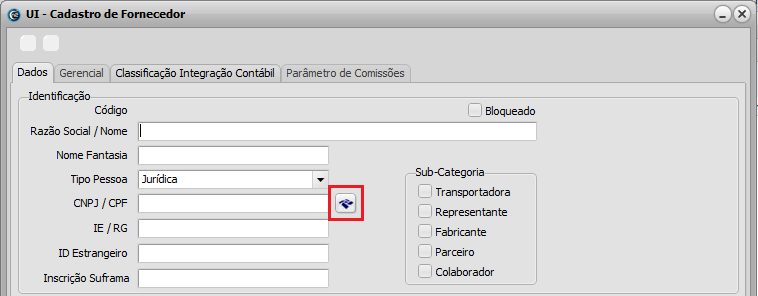 UI - Cadastro de Fornecedor
Dados Gerencial Classificação Integração Contábil Parâmetro de Comissões
Identificação
Código Bloqueado
Razão Social / Nome
Nome Fantasia
Tipo Pessoa Jurídica
Sub-Categoria
Transportadora
CNPJ / CPF
Representante
IE / RG
Fabricante
ID Estrangeiro
Parceiro
Inscrição Suframa
Colaborador